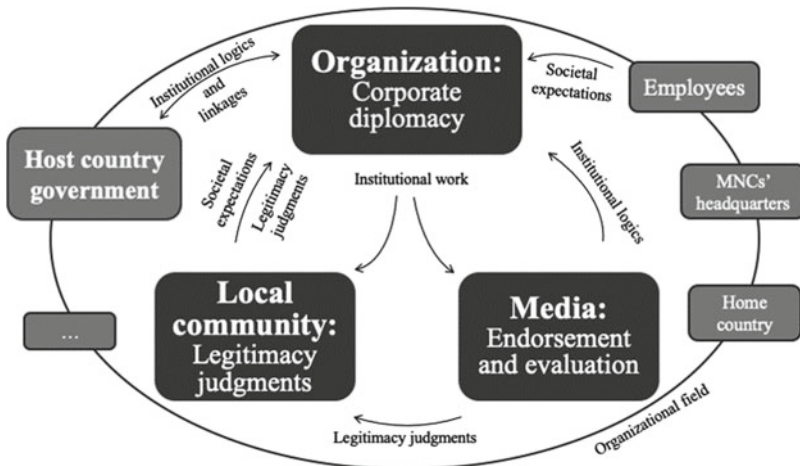 Organization:
Corporate
diplomacy
Institutional logics
and
linkages
Societal
expectations
Employees
Host country
government
Societal
expectations
Legitimacy
judgments
Institutional work
Institutional logics
MNCs'
headquarters
Local
community:
Legitimacy
judgments
Media:
Endorsement
and evaluation
Home
country
...
Legitimacy judgments
Organizational field